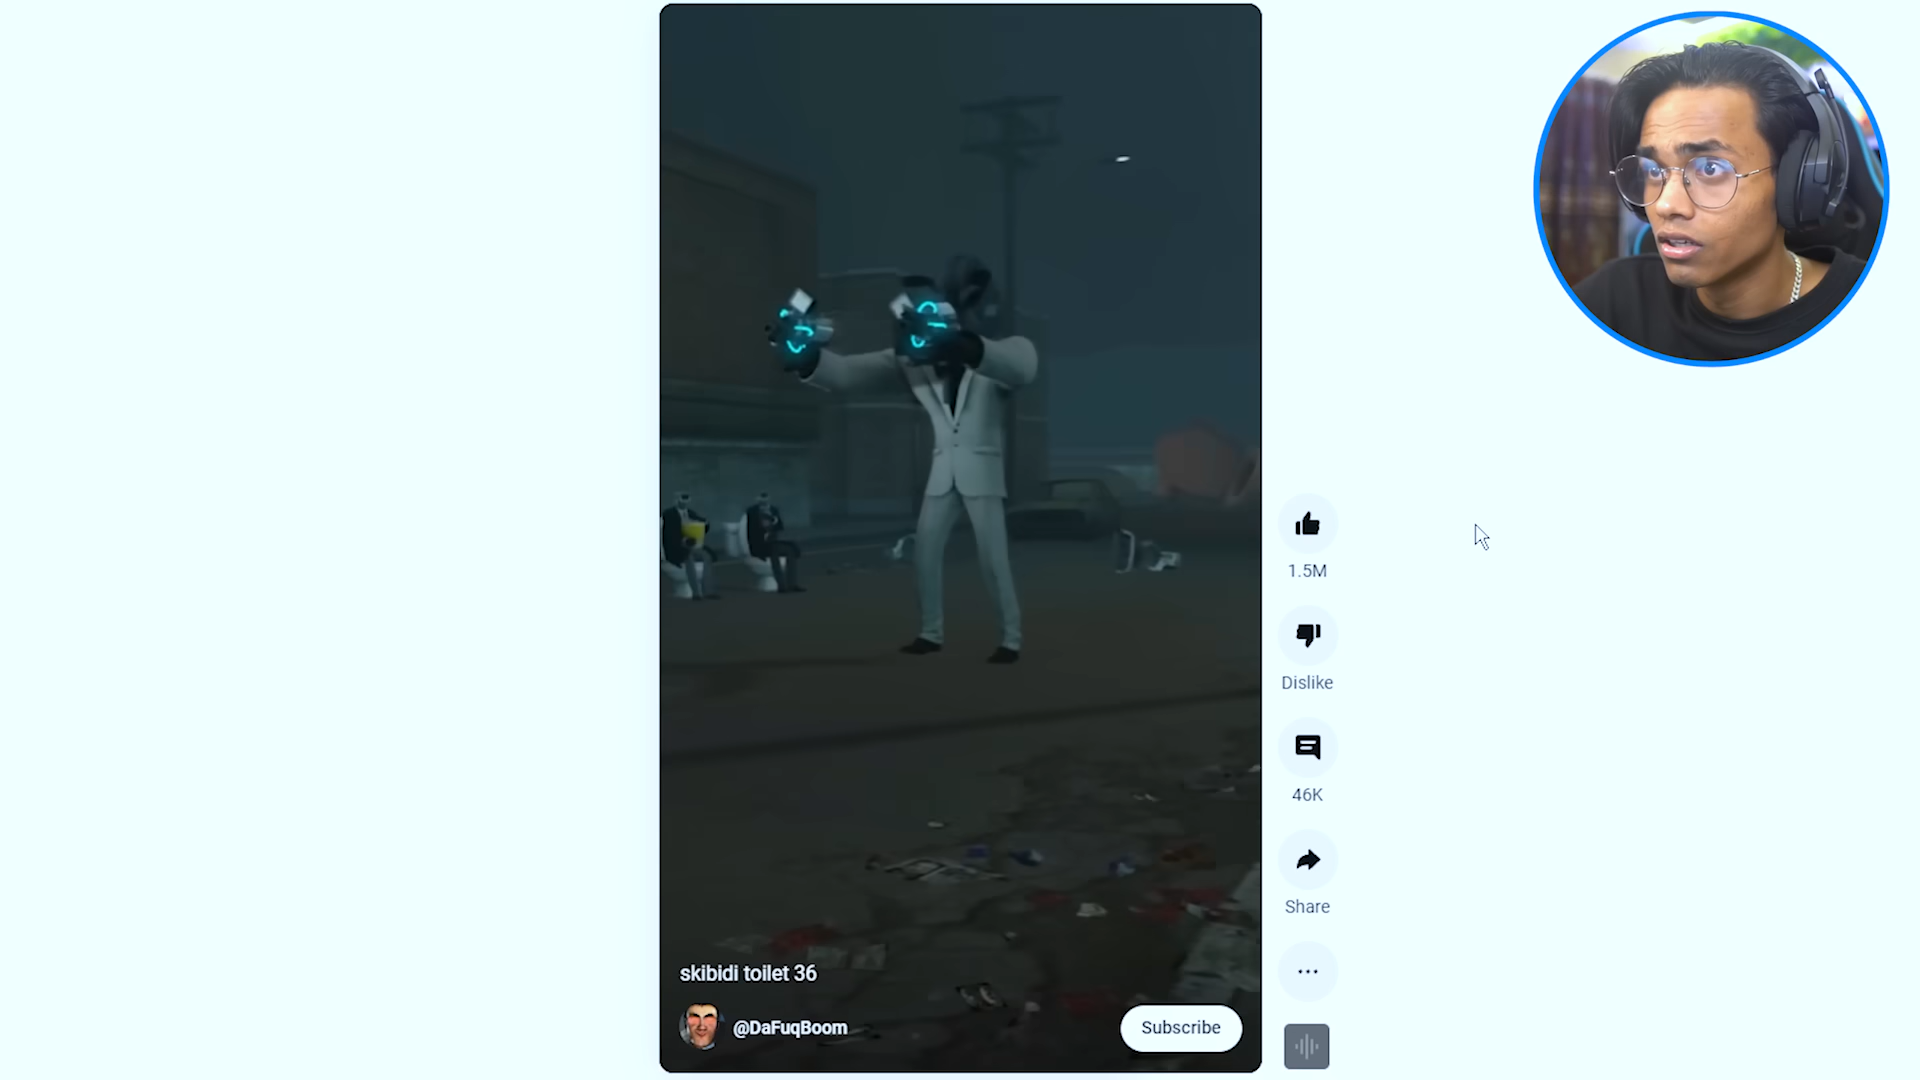 1.5M
Dislike
46K
Share
skibidi toilet 36
@DaFuqBoom
Subscribe